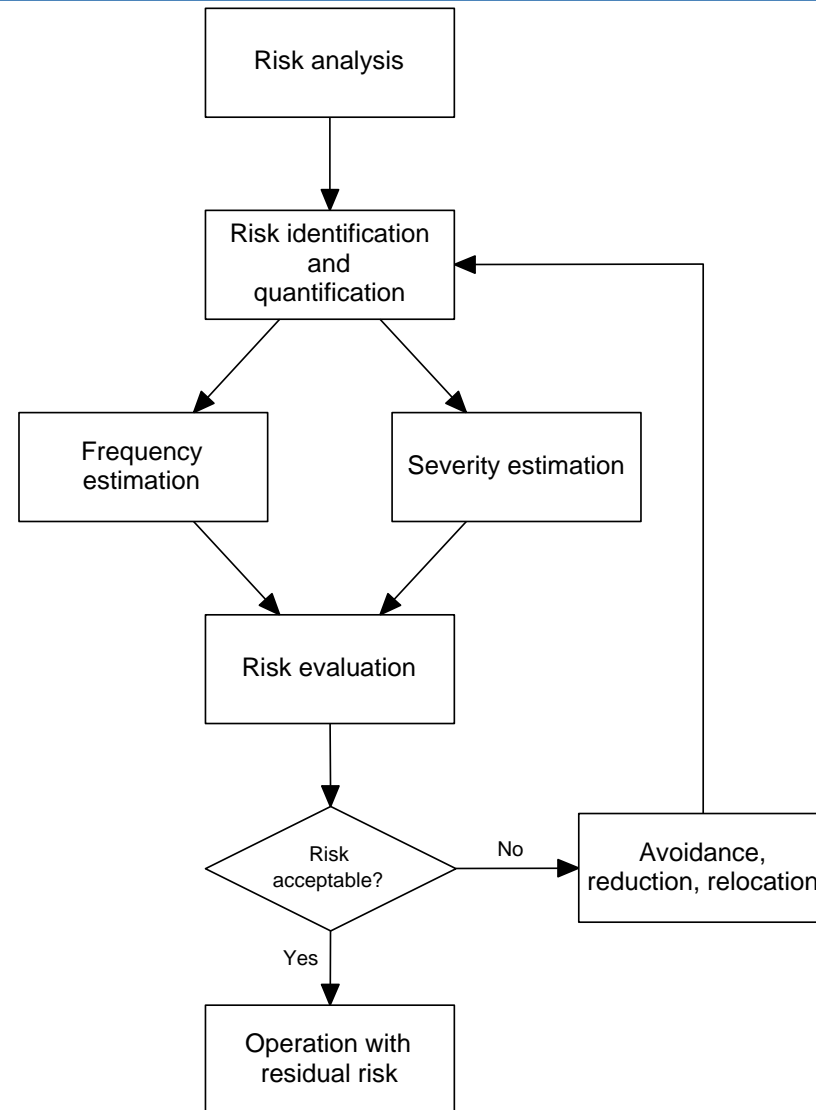 Risk analysis
Risk identification
and
quantification
Frequency
estimation
Severity estimation
Risk evaluation
Risk
acceptable?
No
Avoidance,
reduction, relocation
Yes
Operation with
residual risk